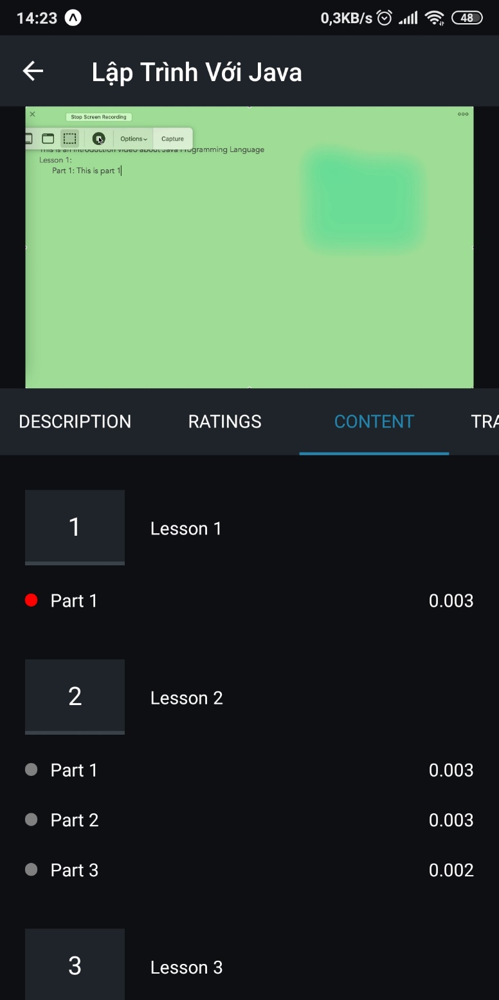 14:23
0,3KB/s
48
Lập Trình Với Java
Stop Screen Recording
Options
Capture
This is an introduction video about Java Programming Language
Lesson 1:
Part 1: This is part 1
DESCRIPTION
RATINGS
CONTENT
TRA
1
Lesson 1
Part 1
0.003
2
Lesson 2
Part 1
0.003
Part 2
0.003
Part 3
0.002
3
Lesson 3